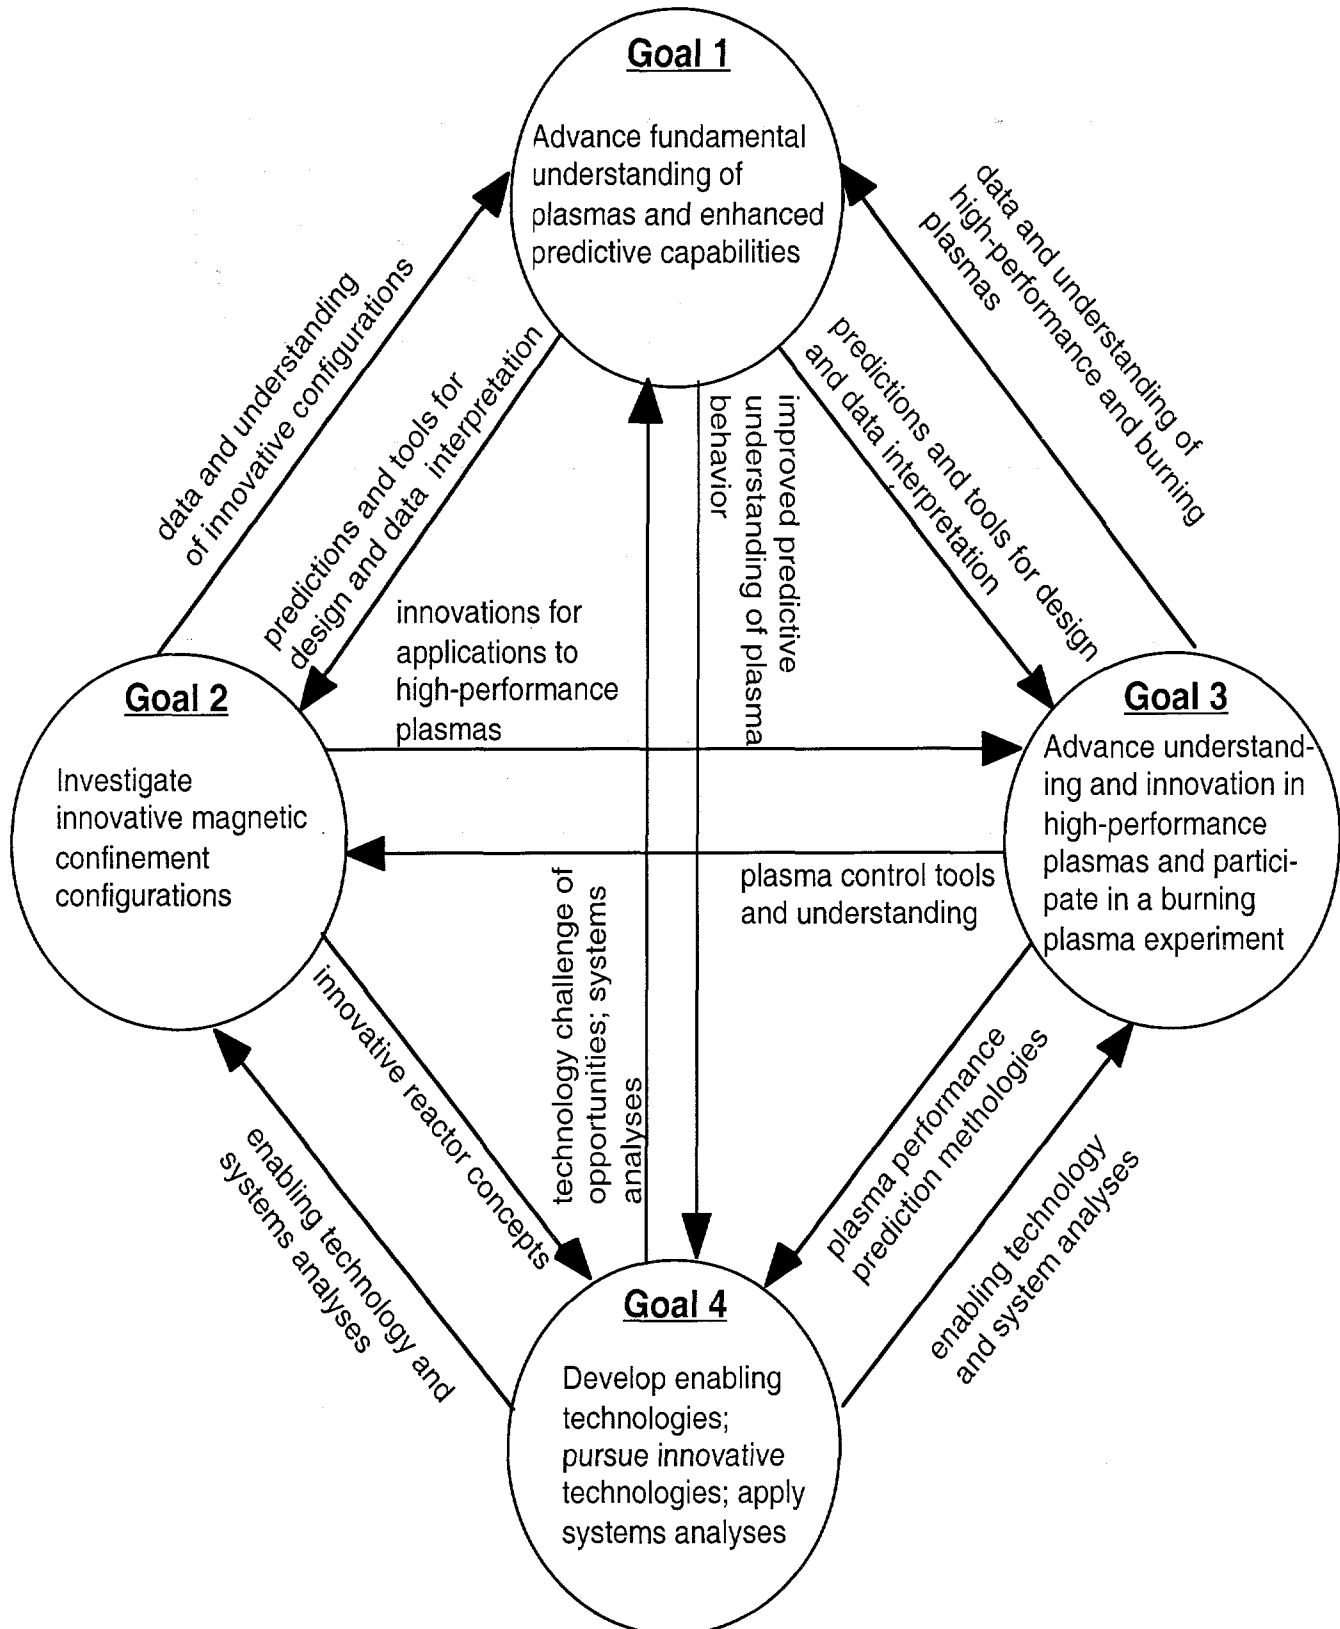 Goal 1
Advance fundamental
understanding of
plasmas and enhanced
predictive capabilities
data and understanding
of innovative configurations
predictions and tools for
design and data interpretation
improved predictive
understanding of plasma
behavior
predictions and tools for design
and data interpretation
data and understanding of
high-performance and burning
plasmas
innovations for
applications to
high-performance
plasmas
Goal 2
Investigate
innovative magnetic
confinement
configurations
Goal 3
Advance understand-
ing and innovation in
high-performance
plasmas and partici-
pate in a burning
plasma experiment
plasma control tools
and understanding
technology challenge of
opportunities; systems
analyses
innovative reactor concepts
enabling technology and
systems analyses
plasma performance
prediction methologies
enabling technology
and system analyses
Goal 4
Develop enabling
technologies;
pursue innovative
technologies; apply
systems analyses